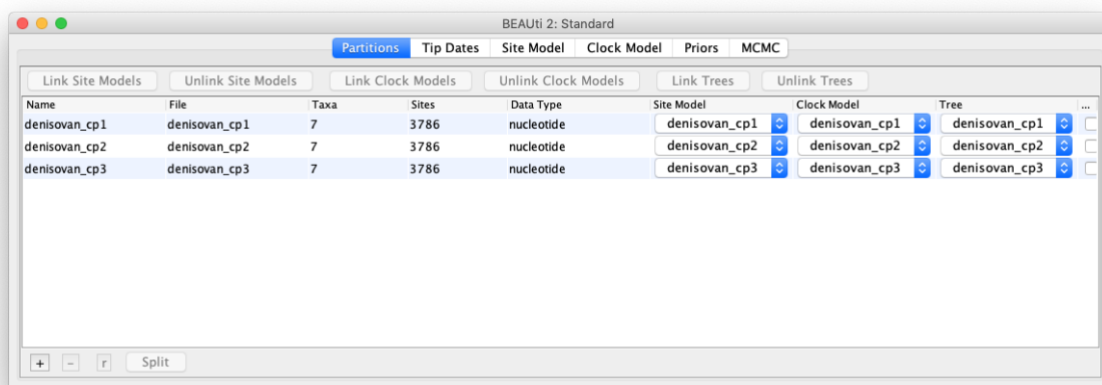 BEAUti 2: Standard
Partitions Tip Dates Site Model Clock Model Priors MCMC
Link Site Models Unlink Site Models Link Clock Models Unlink Clock Models Link Trees Unlink Trees
Name File Taxa Sites Data Type Site Model Clock Model Tree ...
denisovan_cp1 denisovan_cp1 7 3786 nucleotide denisovan_cp1 denisovan_cp1 denisovan_cp1
denisovan_cp2 denisovan_cp2 7 3786 nucleotide denisovan_cp2 denisovan_cp2 denisovan_cp2
denisovan_cp3 denisovan_cp3 7 3786 nucleotide denisovan_cp3 denisovan_cp3 denisovan_cp3
+ - r Split